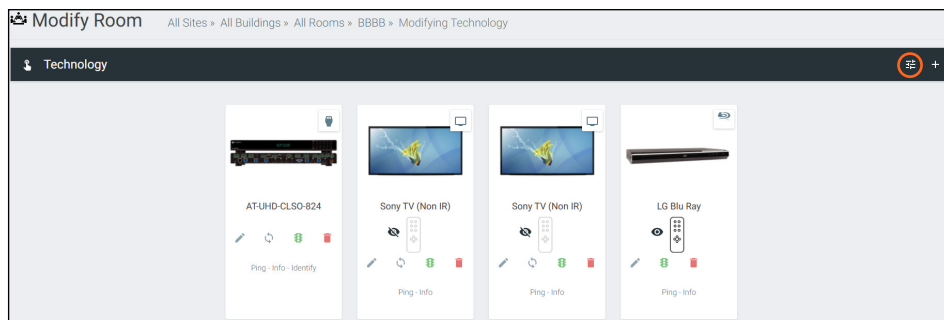 Modify Room All Sites » All Buildings » All Rooms » BBBB » Modifying Technology
Technology
AT-UHD-CLSO-824
Ping - Info - Identify
Sony TV (Non IR)
Ping - Info
Sony TV (Non IR)
Ping - Info
LG Blu Ray
Ping - Info